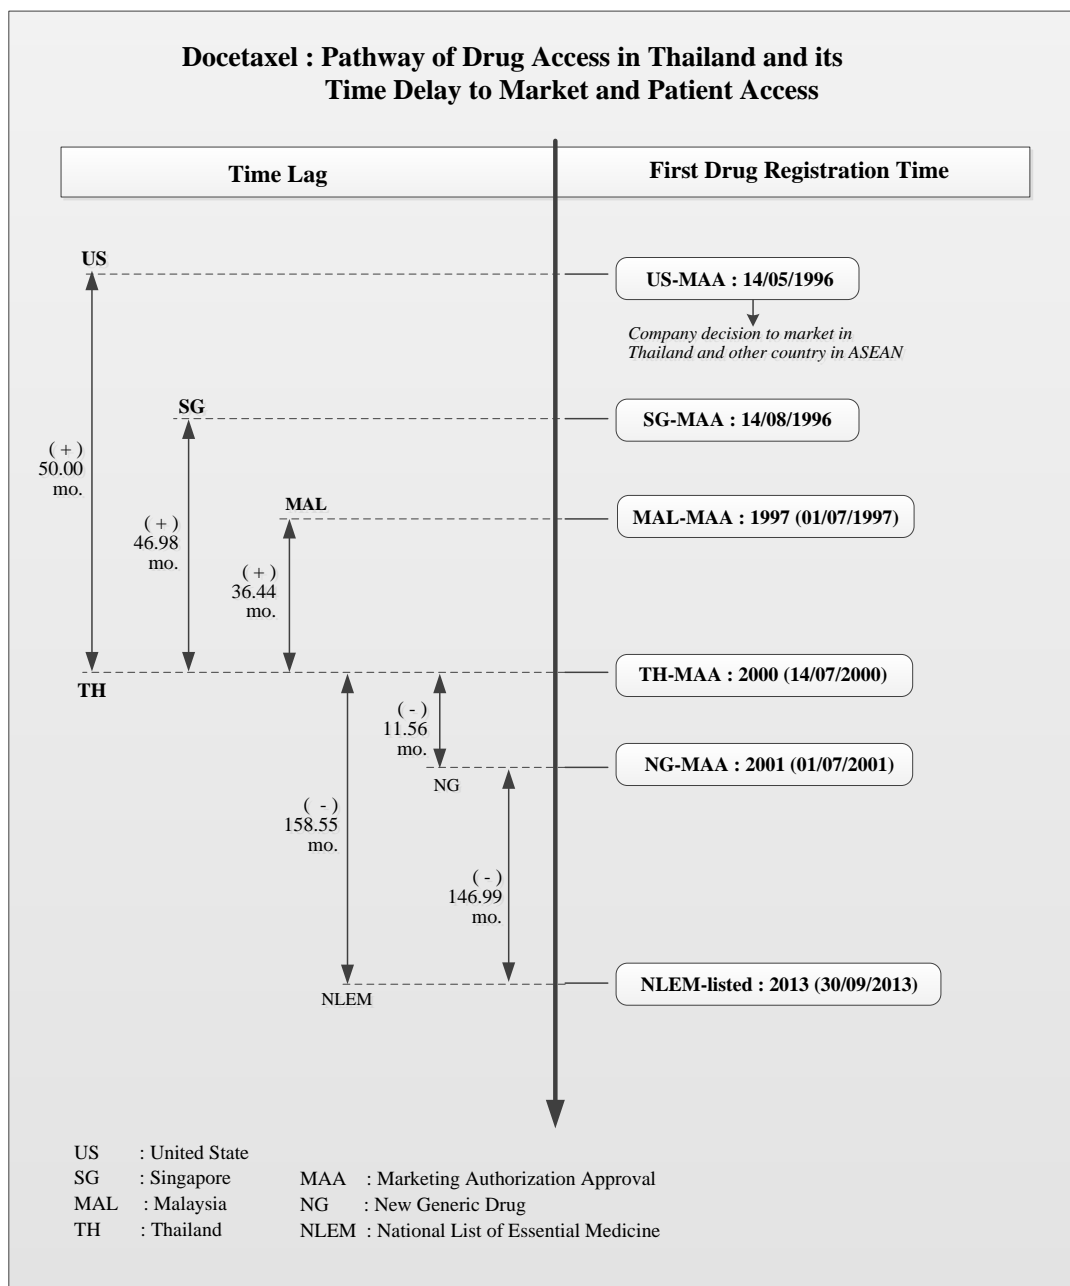 Docetaxel : Pathway of Drug Access in Thailand and its
Time Delay to Market and Patient Access
Time Lag
First Drug Registration Time
US
US-MAA : 14/05/1996
Company decision to market in
Thailand and other country in ASEAN
SG
SG-MAA : 14/08/1996
( + )
50.00
mo.
MAL
MAL-MAA : 1997 (01/07/1997)
( + )
46.98
mo.
( + )
36.44
mo.
TH
TH-MAA : 2000 (14/07/2000)
( - )
11.56
mo.
NG
NG-MAA : 2001 (01/07/2001)
( - )
158.55
mo.
( - )
146.99
mo.
NLEM
NLEM-listed : 2013 (30/09/2013)
US : United State
SG : Singapore
MAL : Malaysia
TH : Thailand
MAA : Marketing Authorization Approval
NG : New Generic Drug
NLEM : National List of Essential Medicine